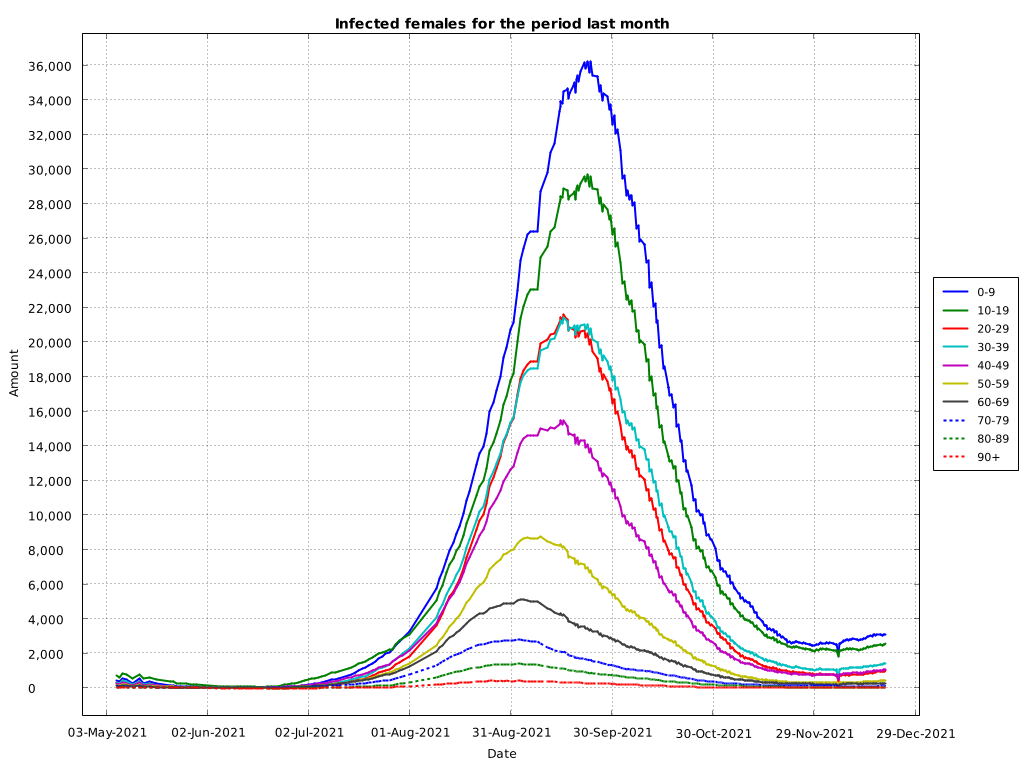 Infected females for the period last month
Amount
36,000
34,000
32,000
30,000
28,000
26,000
24,000
22,000
20,000
18,000
16,000
14,000
12,000
10,000
8,000
6,000
4,000
2,000
0
03-May-2021
02-Jun-2021
02-Jul-2021
01-Aug-2021
31-Aug-2021
30-Sep-2021
30-Oct-2021
29-Nov-2021
29-Dec-2021
Date
0-9
10-19
20-29
30-39
40-49
50-59
60-69
70-79
80-89
90+